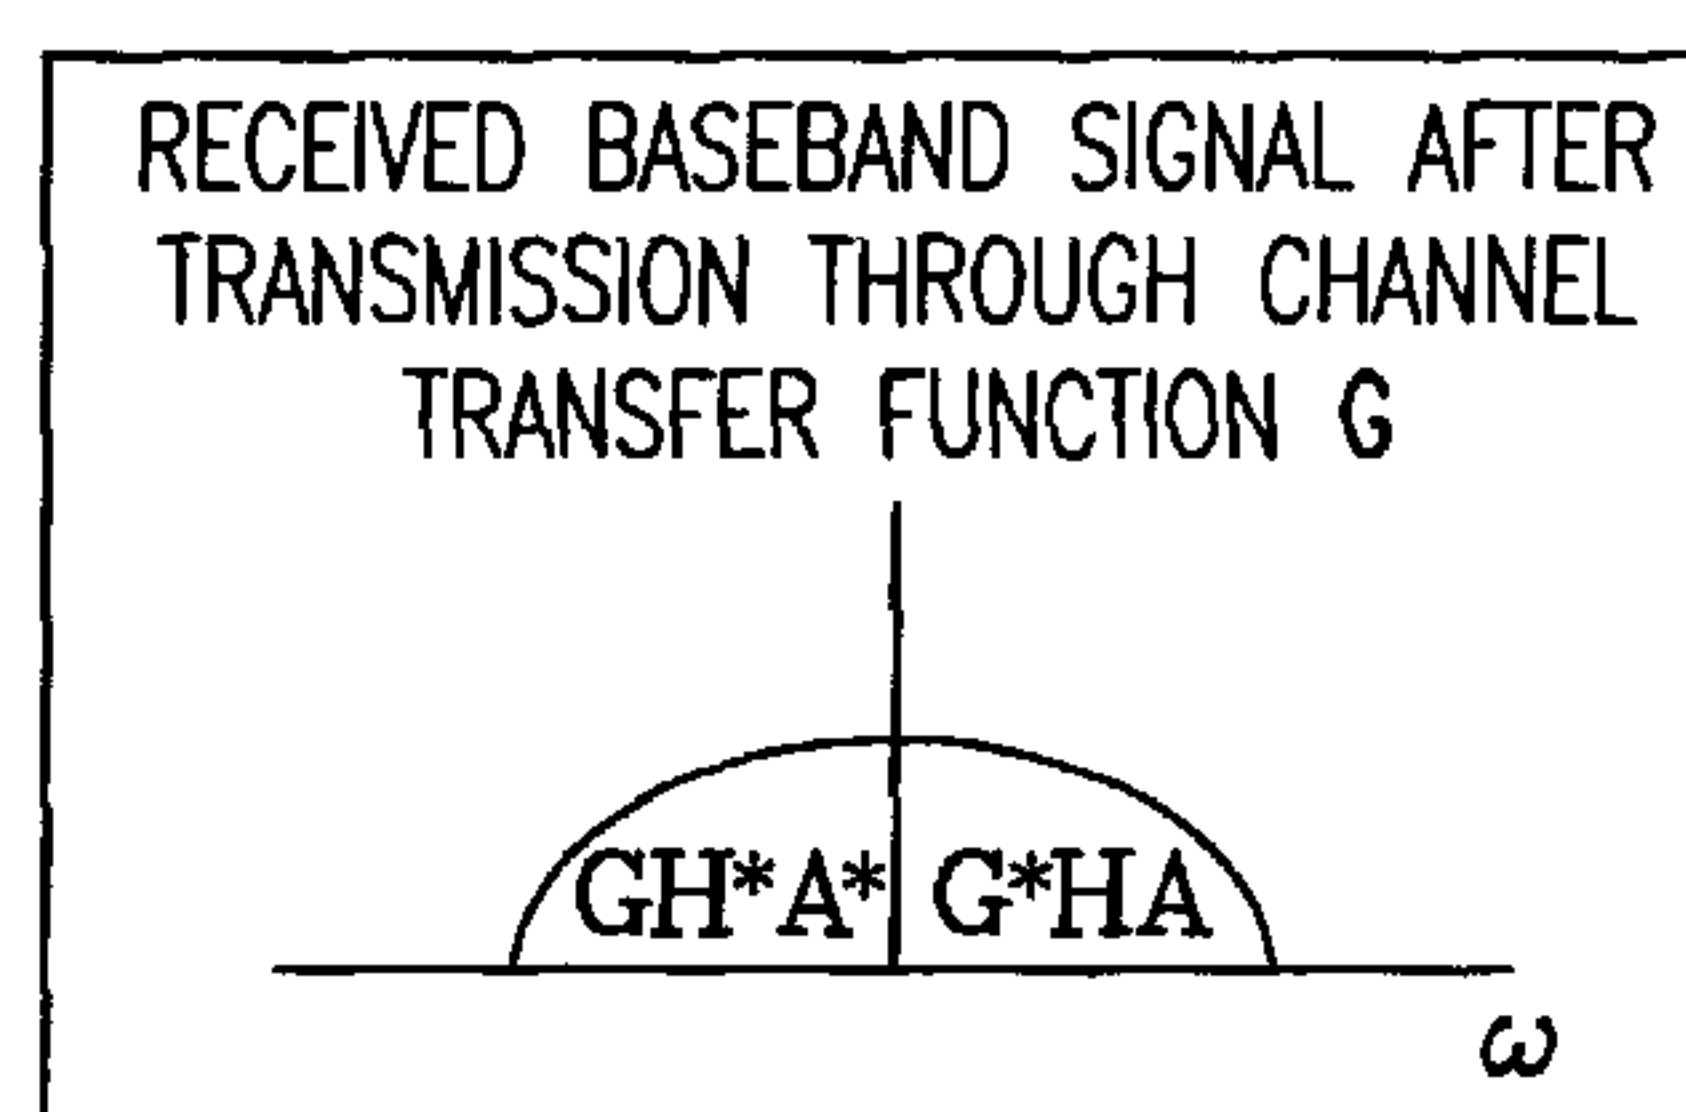 RECEIVED BASEBAND SIGNAL AFTER
TRANSMISSION THROUGH CHANNEL
TRANSFER FUNCTION G
GH*A* G*HA
ω